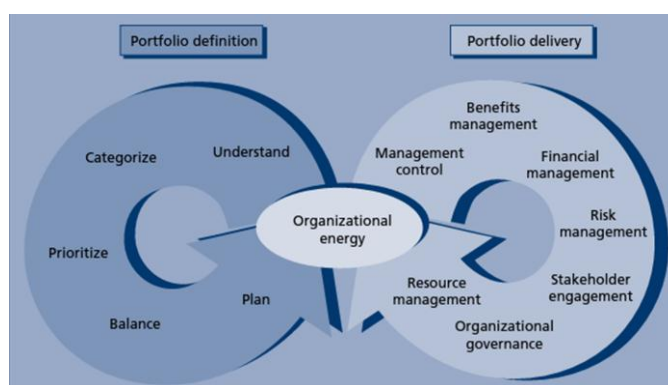 Portfolio definition
Portfolio delivery
Understand
Categorize
Prioritize
Balance
Plan
Organizational
energy
Management
control
Benefits
management
Financial
management
Risk
management
Stakeholder
engagement
Organizational
governance
Resource
management